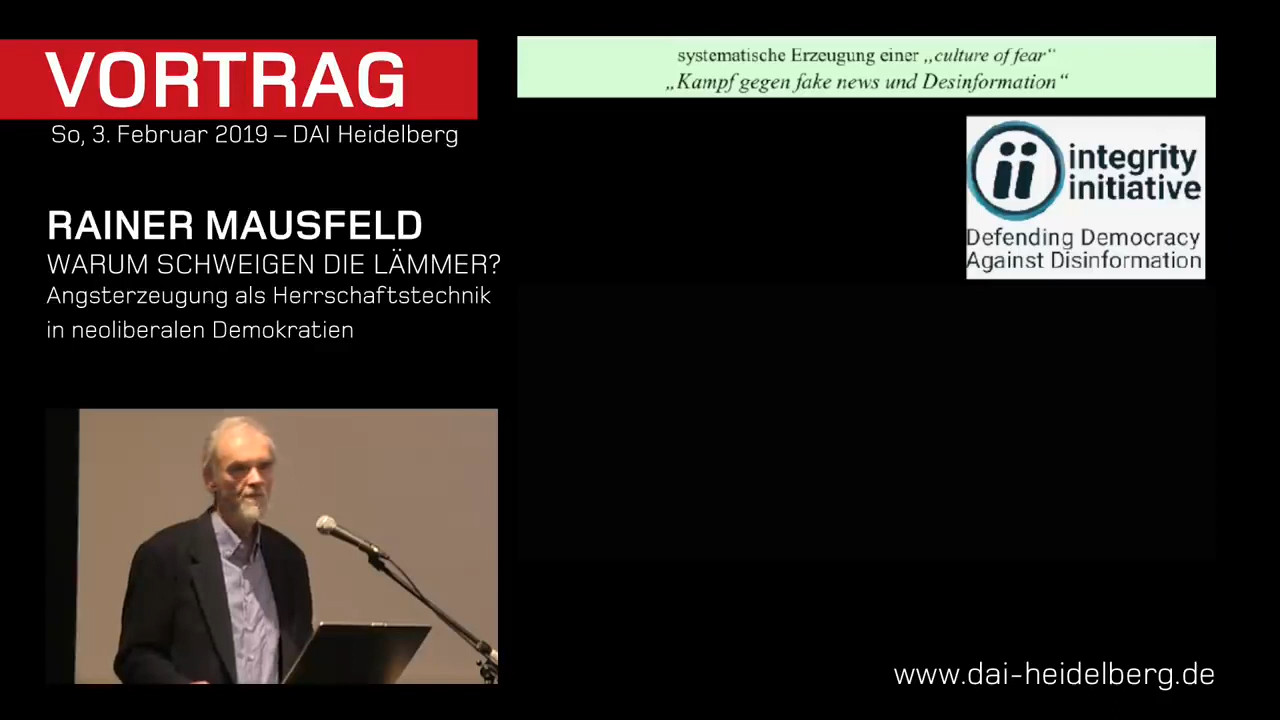 VORTRAG
So, 3. Februar 2019 – DAI Heidelberg
RAINER MAUSFELD
WARUM SCHWEIGEN DIE LÄMMER?
Angsterzeugung als Herrschaftstechnik
in neoliberalen Demokratien
systematische Erzeugung einer „culture of fear“
„Kampf gegen fake news und Desinformation“
ii integrity
initiative
Defending Democracy
Against Disinformation
www.dai-heidelberg.de